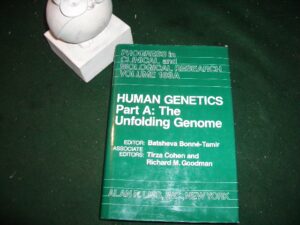 PROGRESS in
CLINICAL and
BIOLOGICAL RESEARCH
VOLUME 103A
HUMAN GENETICS
Part A: The
Unfolding Genome
EDITOR: Batsheva Bonné-Tamir
ASSOCIATE
EDITORS: Tirza Cohen and
Richard M. Goodman
ALAN R. LISS, INC., NEW YORK